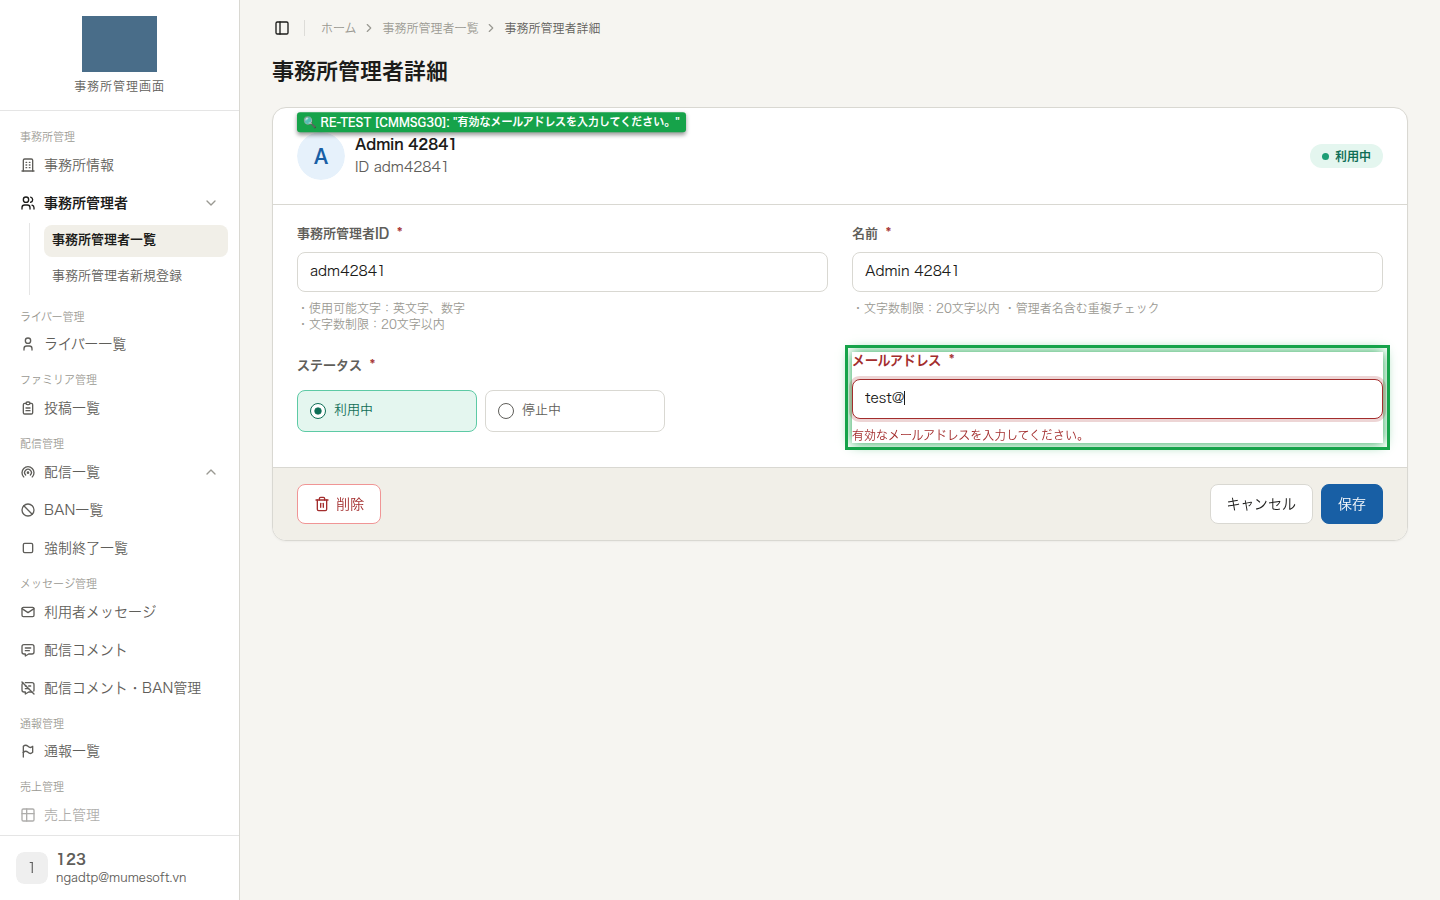 事務所管理画面
事務所管理
事務所情報
事務所管理者
事務所管理者一覧
事務所管理者新規登録
ライバー管理
ライバー一覧
ファミリア管理
投稿一覧
配信管理
配信一覧
BAN一覧
強制終了一覧
メッセージ管理
利用者メッセージ
配信コメント
配信コメント・BAN管理
通報管理
通報一覧
売上管理
売上管理
1
123
ngadtp@mumesoft.vn
ホーム > 事務所管理者一覧 > 事務所管理者詳細
事務所管理者詳細
RE-TEST [CMMSG30]: "有効なメールアドレスを入力してください。"
A
Admin 42841
ID adm42841
利用中
事務所管理者ID *
adm42841
・使用可能文字：英文字、数字
・文字数制限：20文字以内
名前 *
Admin 42841
・文字数制限：20文字以内 ・管理者名含む重複チェック
ステータス *
利用中
停止中
メールアドレス *
test@
有効なメールアドレスを入力してください。
削除
キャンセル
保存